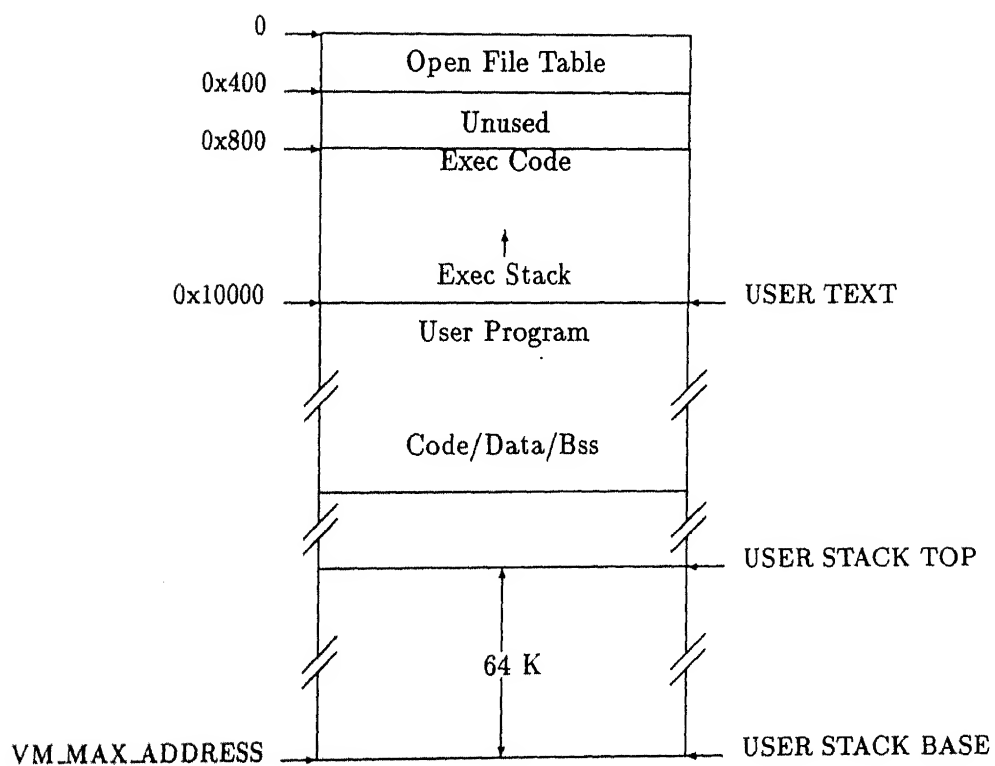 0
Open File Table
0x400
Unused
0x800
Exec Code
Exec Stack
0x10000
USER TEXT
User Program
Code/Data/Bss
USER STACK TOP
64 K
VM_MAX_ADDRESS
USER STACK BASE